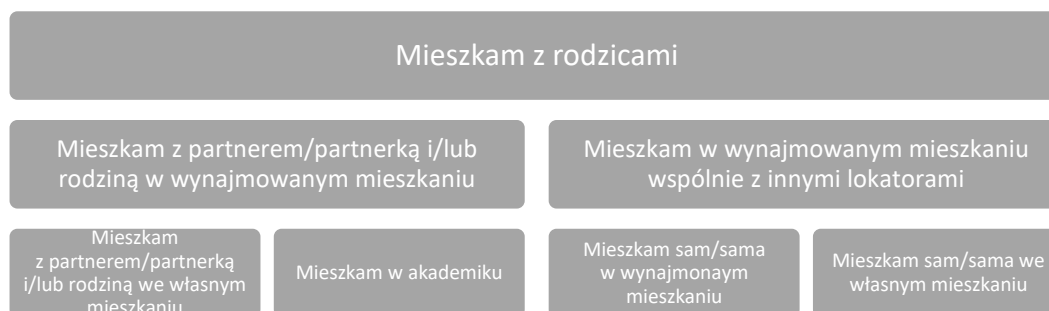 Mieszkam z rodzicami
Mieszkam z partnerem/partnerką i/lub
rodziną w wynajmowanym mieszkaniu
Mieszkam w wynajmowanym mieszkaniu
wspólnie z innymi lokatorami
Mieszkam
z partnerem/partnerką
i/lub rodziną we własnym
mieszkaniu
Mieszkam w akademiku
Mieszkam sam/sama
w wynajmonaym
mieszkaniu
Mieszkam sam/sama we
własnym mieszkaniu